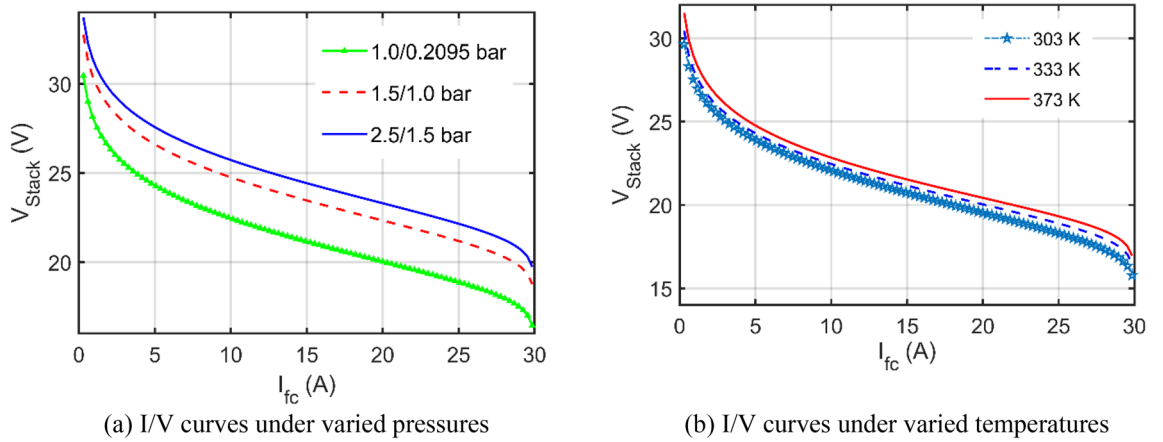 30
25
20
V_Stack (V)
1.0/0.2095 bar
1.5/1.0 bar
2.5/1.5 bar
0 5 10 15 20 25 30
I_fc (A)
(a) I/V curves under varied pressures
30
25
20
15
V_Stack (V)
303 K
333 K
373 K
0 5 10 15 20 25 30
I_fc (A)
(b) I/V curves under varied temperatures